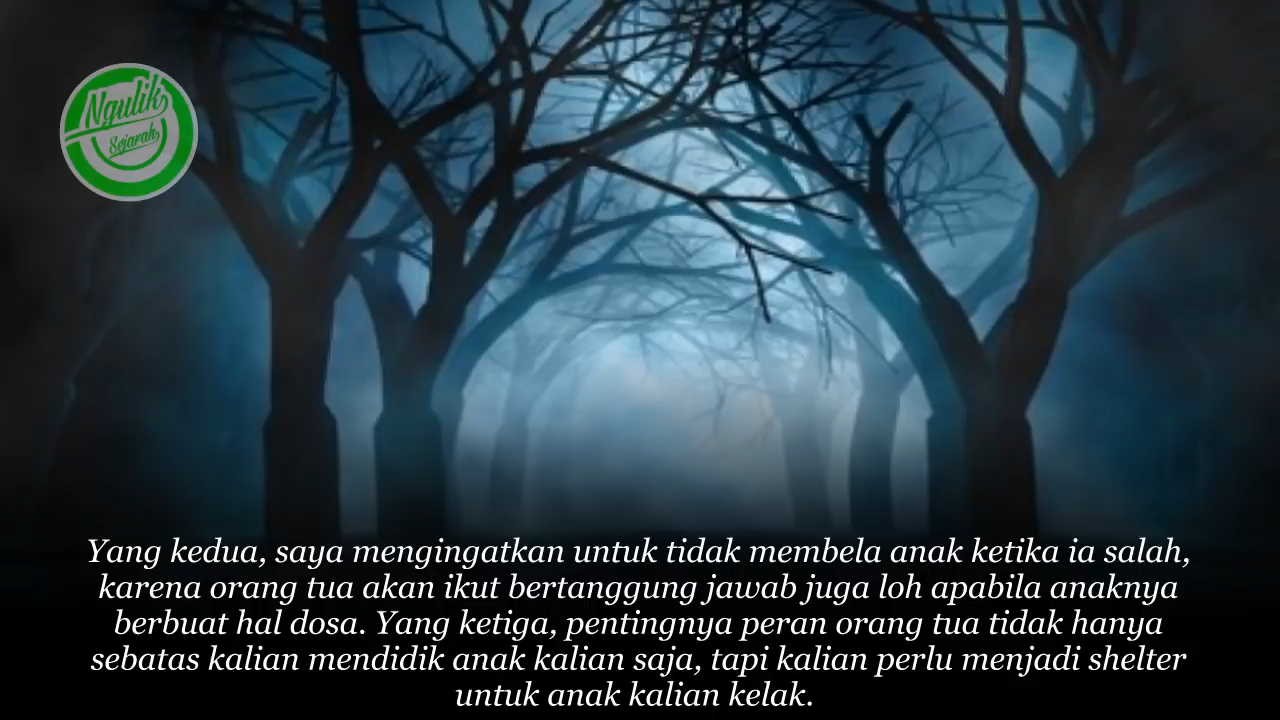 Ngulik
Sejarah
Yang kedua, saya mengingatkan untuk tidak membela anak ketika ia salah,
karena orang tua akan ikut bertanggung jawab juga loh apabila anaknya
berbuat hal dosa. Yang ketiga, pentingnya peran orang tua tidak hanya
sebatas kalian mendidik anak kalian saja, tapi kalian perlu menjadi shelter
untuk anak kalian kelak.